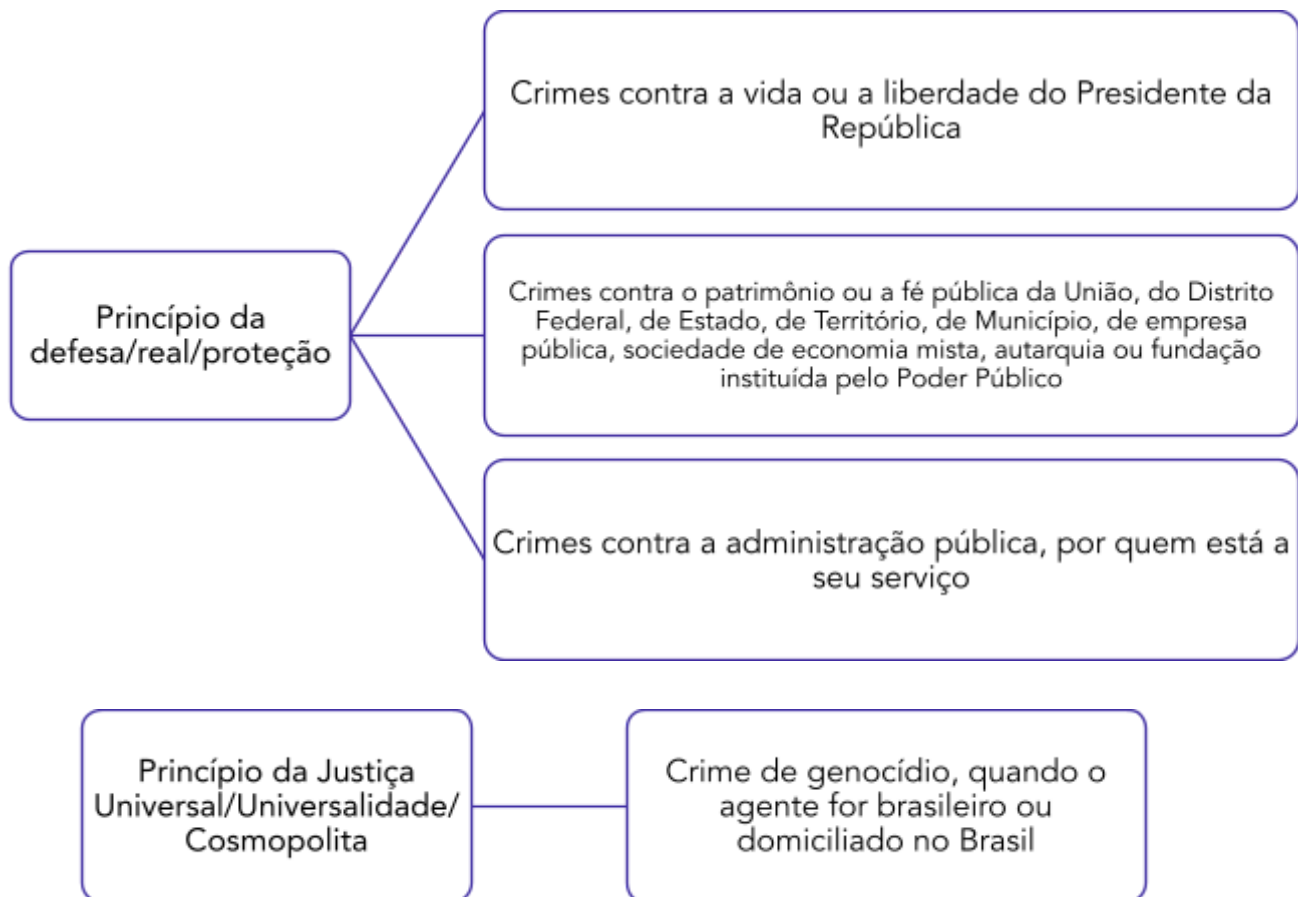 Crimes contra a vida ou a liberdade do Presidente da
República
Princípio da
defesa/real/proteção
Crimes contra o patrimônio ou a fé pública da União, do Distrito
Federal, de Estado, de Território, de Município, de empresa
pública, sociedade de economia mista, autarquia ou fundação
instituída pelo Poder Público
Crimes contra a administração pública, por quem está a
seu serviço
Princípio da Justiça
Universal/Universalidade/
Cosmopolita
Crime de genocídio, quando o
agente for brasileiro ou
domiciliado no Brasil